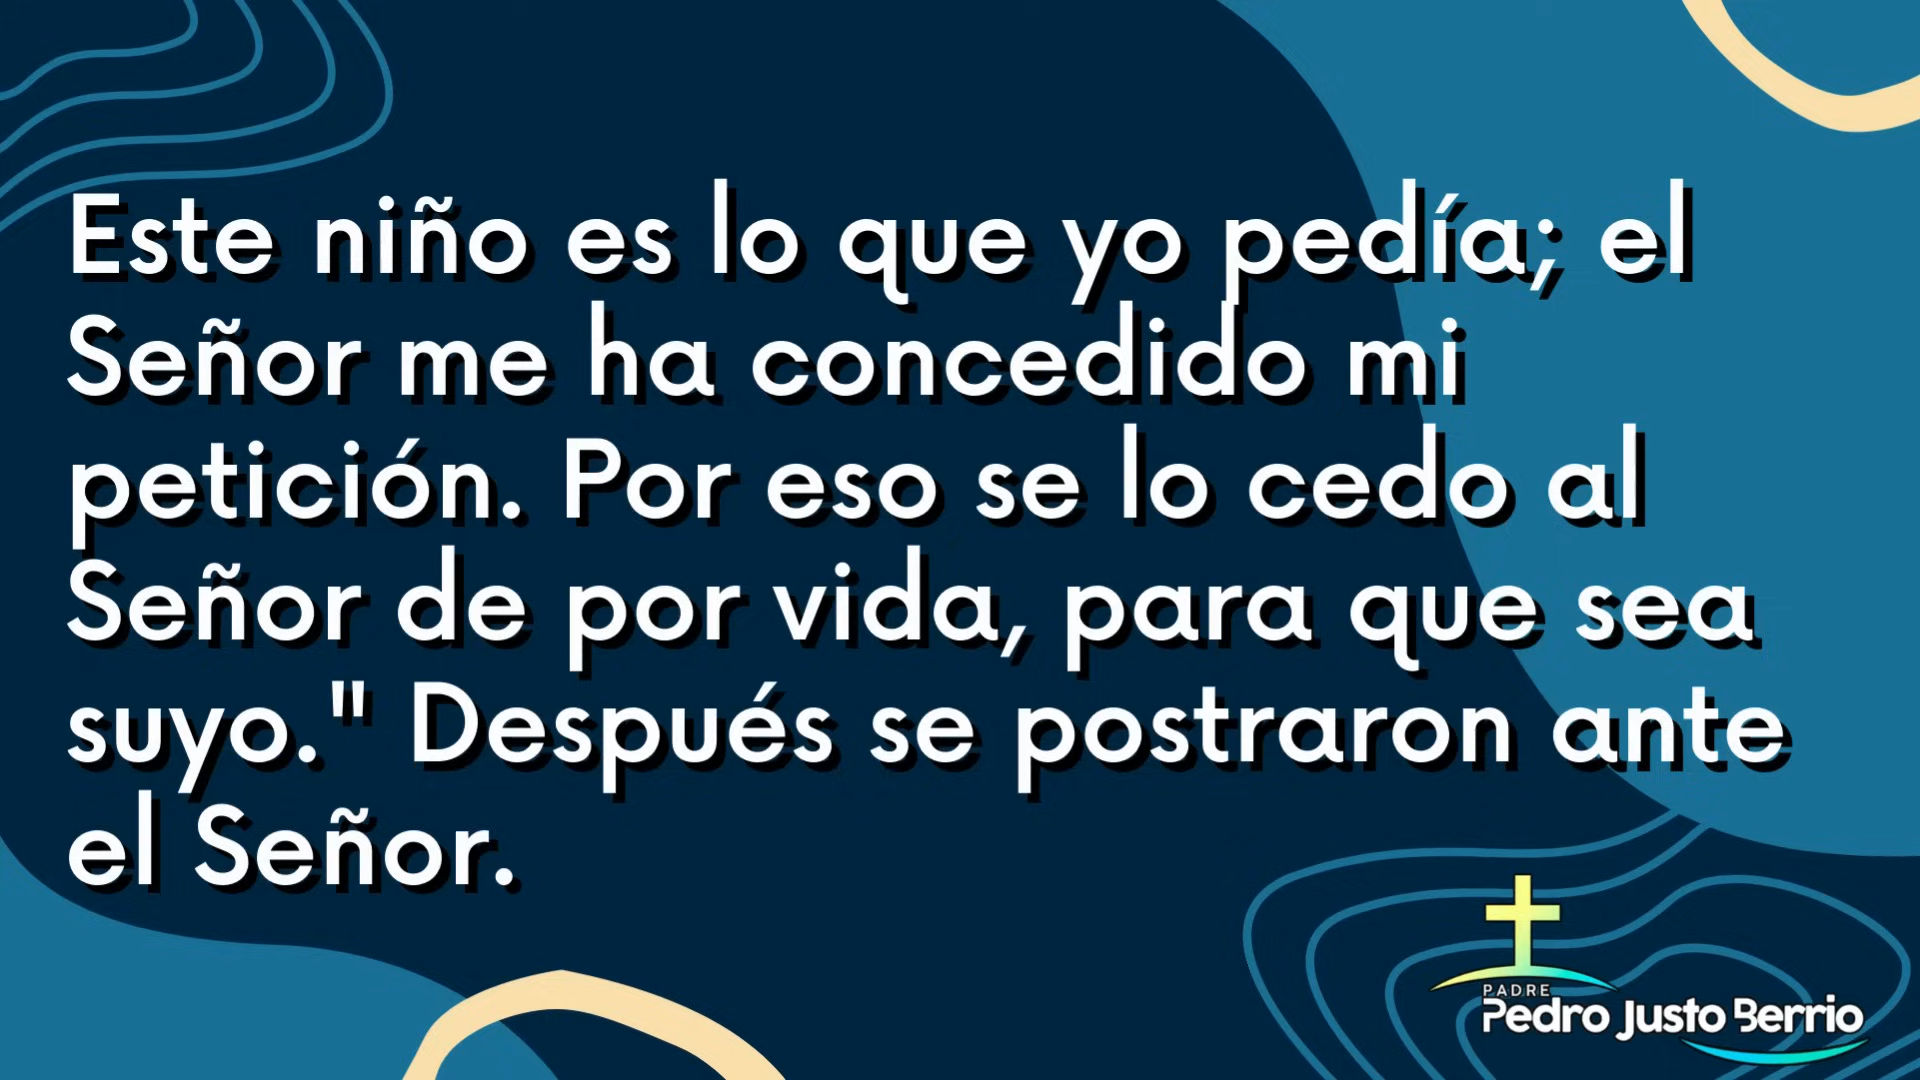 Este niño es lo que yo pedía; el
Señor me ha concedido mi
petición. Por eso se lo cedo al
Señor de por vida, para que sea
suyo." Después se postraron ante
el Señor.
PADRE
Pedro Justo Berrio